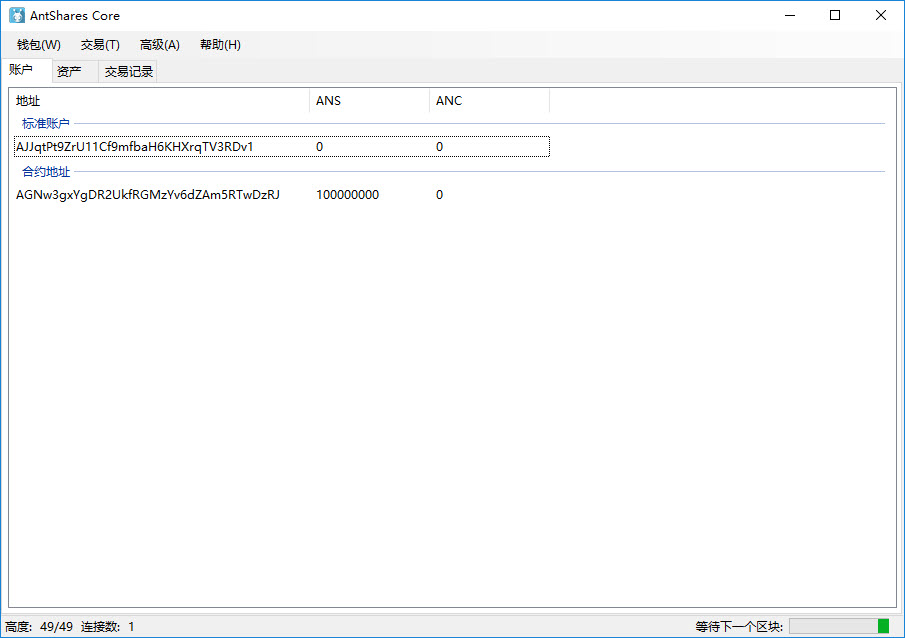 AntShares Core
钱包(W) 交易(T) 高级(A) 帮助(H)
账户 资产 交易记录
地址 ANS ANC
标准账户
AJJqtPt9ZrU11Cf9mfbaH6KHXrqTV3RDv1 0 0
合约地址
AGNw3gxYgDR2UkfRGMzYv6dZAm5RTwDzRJ 100000000 0
高度: 49/49 连接数: 1 等待下一个区块: